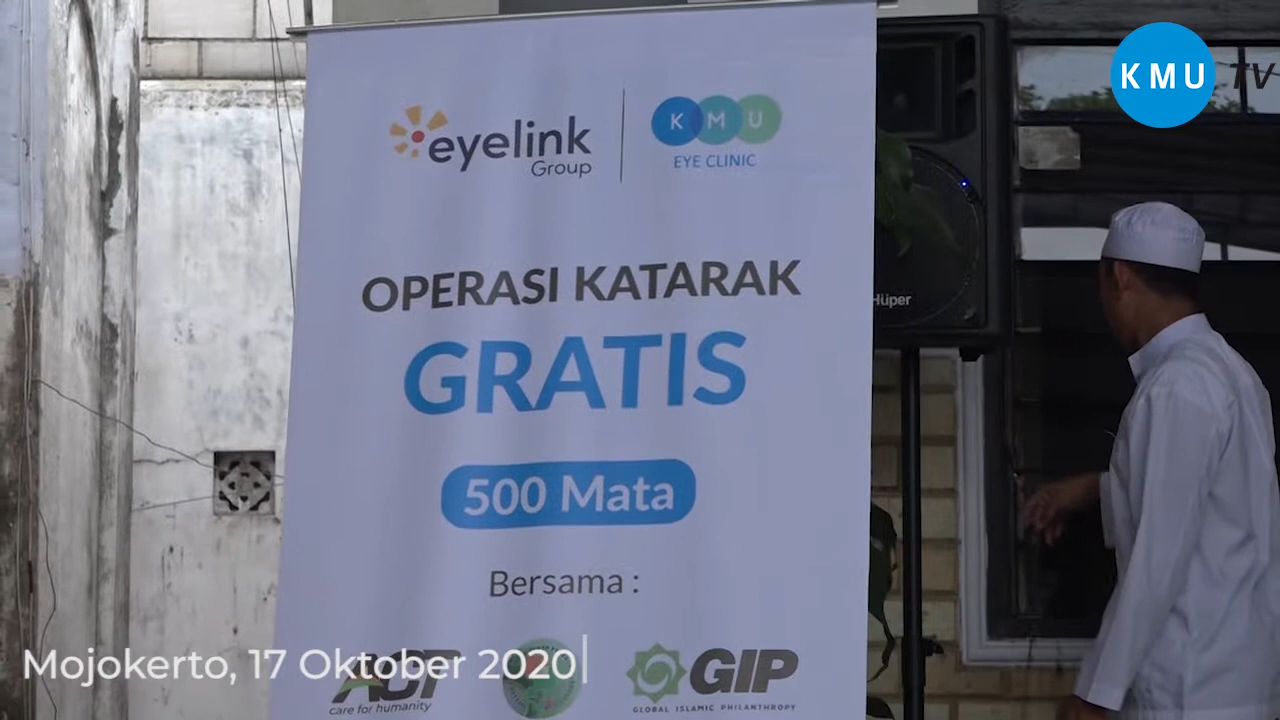 KMU TV
eyelink
Group
KMU
EYE CLINIC
OPERASI KATARAK
GRATIS
500 Mata
Bersama :
Hüper
Mojokerto, 17 Oktober 2020
ACT
care for humanity
GIP
GLOBAL ISLAMIC PHILANTHROPY